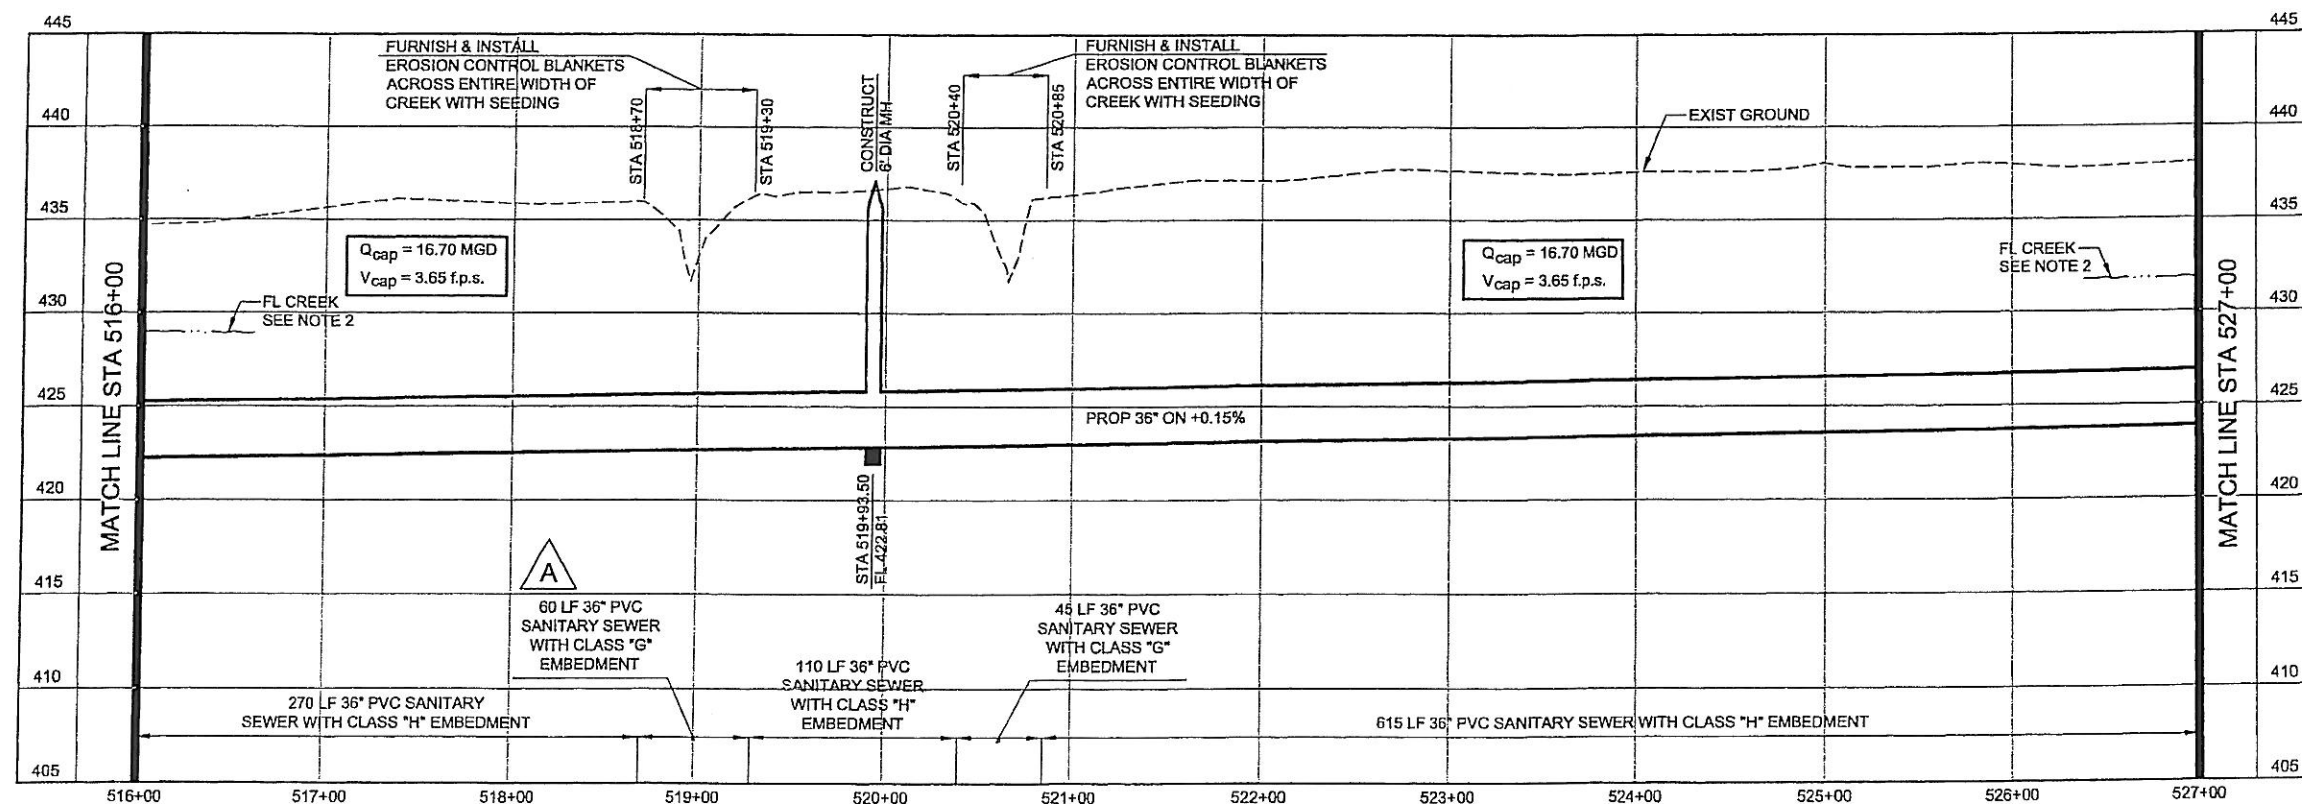 445
445
FURNISH & INSTALL
EROSION CONTROL BLANKETS
ACROSS ENTIRE WIDTH OF
CREEK WITH SEEDING
STA 518+70
STA 519+30
CONSTRUCT
6' DIA MH
STA 520+40
STA 520+85
FURNISH & INSTALL
EROSION CONTROL BLANKETS
ACROSS ENTIRE WIDTH OF
CREEK WITH SEEDING
EXIST GROUND
440
440
435
435
Qcap = 16.70 MGD
Vcap = 3.65 f.p.s.
Qcap = 16.70 MGD
Vcap = 3.65 f.p.s.
FL CREEK
SEE NOTE 2
FL CREEK
SEE NOTE 2
430
430
MATCH LINE STA 516+00
MATCH LINE STA 527+00
425
425
PROP 36" ON +0.15%
420
420
STA 519+93.50
FL 422.81
415
415
A
60 LF 36" PVC
SANITARY SEWER
WITH CLASS "G"
EMBEDMENT
45 LF 36" PVC
SANITARY SEWER
WITH CLASS "G"
EMBEDMENT
110 LF 36" PVC
SANITARY SEWER
WITH CLASS "H"
EMBEDMENT
410
410
270 LF 36" PVC SANITARY
SEWER WITH CLASS "H" EMBEDMENT
615 LF 36" PVC SANITARY SEWER WITH CLASS "H" EMBEDMENT
405
405
516+00
517+00
518+00
519+00
520+00
521+00
522+00
523+00
524+00
525+00
526+00
527+00